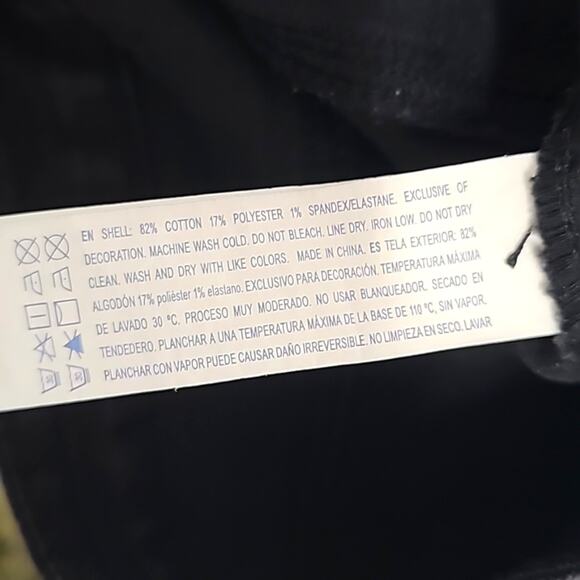 EN SHELL: 82% COTTON 17% POLYESTER 1% SPANDEX/ELASTANE. EXCLUSIVE OF
DECORATION. MACHINE WASH COLD. DO NOT BLEACH. LINE DRY. IRON LOW. DO NOT DRY
CLEAN. WASH AND DRY WITH LIKE COLORS. MADE IN CHINA. ES TELA EXTERIOR: 82%
ALGODÓN 17% poliéster 1% elastano. EXCLUSIVO PARA DECORACIÓN. TEMPERATURA MÁXIMA
DE LAVADO 30 °C, PROCESO MUY MODERADO. NO USAR BLANQUEADOR. SECADO EN
TENDEDERO. PLANCHAR A UNA TEMPERATURA MÁXIMA DE LA BASE DE 110 °C, SIN VAPOR.
PLANCHAR CON VAPOR PUEDE CAUSAR DAÑO IRREVERSIBLE. NO LIMPIEZA EN SECO. LAVAR